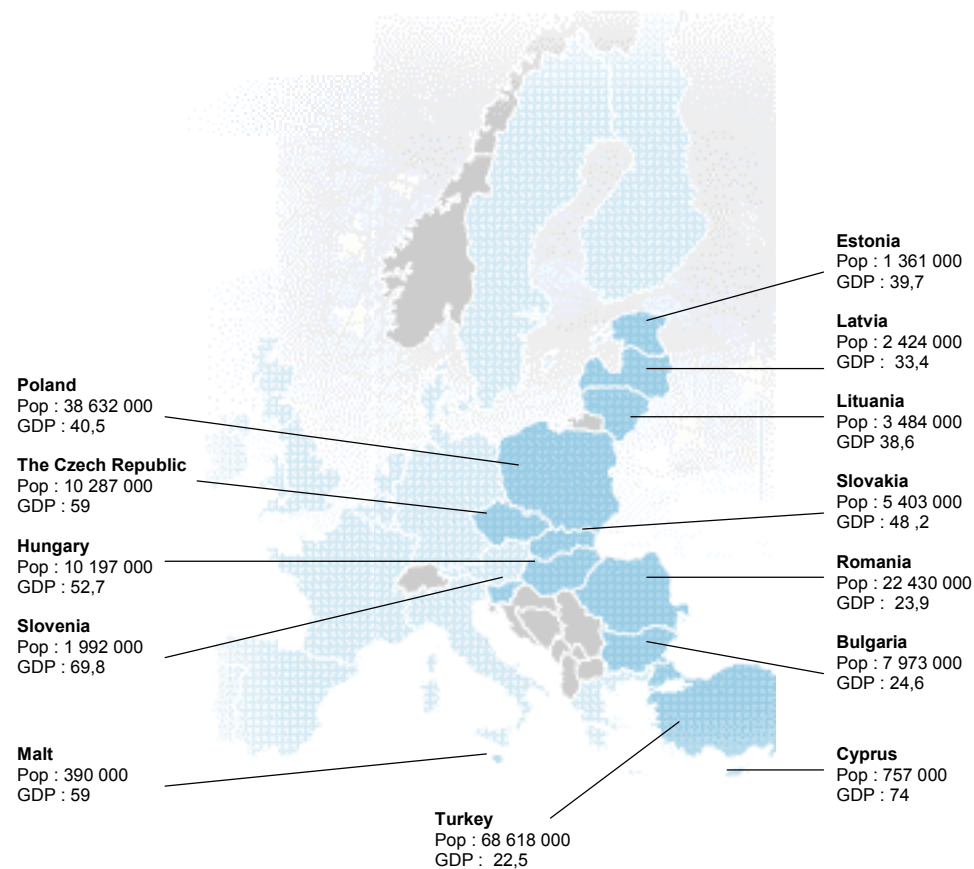 Estonia
Pop : 1 361 000
GDP : 39,7
Latvia
Pop : 2 424 000
GDP :  33,4
Lituania
Pop : 3 484 000
GDP 38,6
Slovakia
Pop : 5 403 000
GDP : 48 ,2
Romania
Pop : 22 430 000
GDP :  23,9
Bulgaria
Pop : 7 973 000
GDP : 24,6
Cyprus
Pop : 757 000
GDP : 74
Poland
Pop : 38 632 000
GDP : 40,5
The Czech Republic
Pop : 10 287 000
GDP : 59
Hungary
Pop : 10 197 000
GDP : 52,7
Slovenia
Pop : 1 992 000
GDP : 69,8
Malt
Pop : 390 000
GDP : 59
Turkey
Pop : 68 618 000
GDP :  22,5